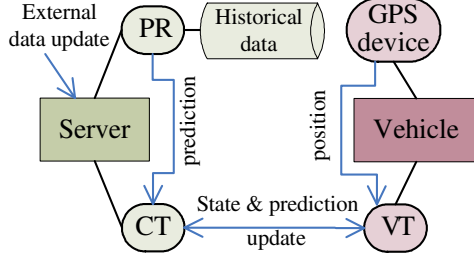 External
data update
PR
Historical
data
GPS
device
Server
prediction
position
Vehicle
CT
State & prediction
update
VT